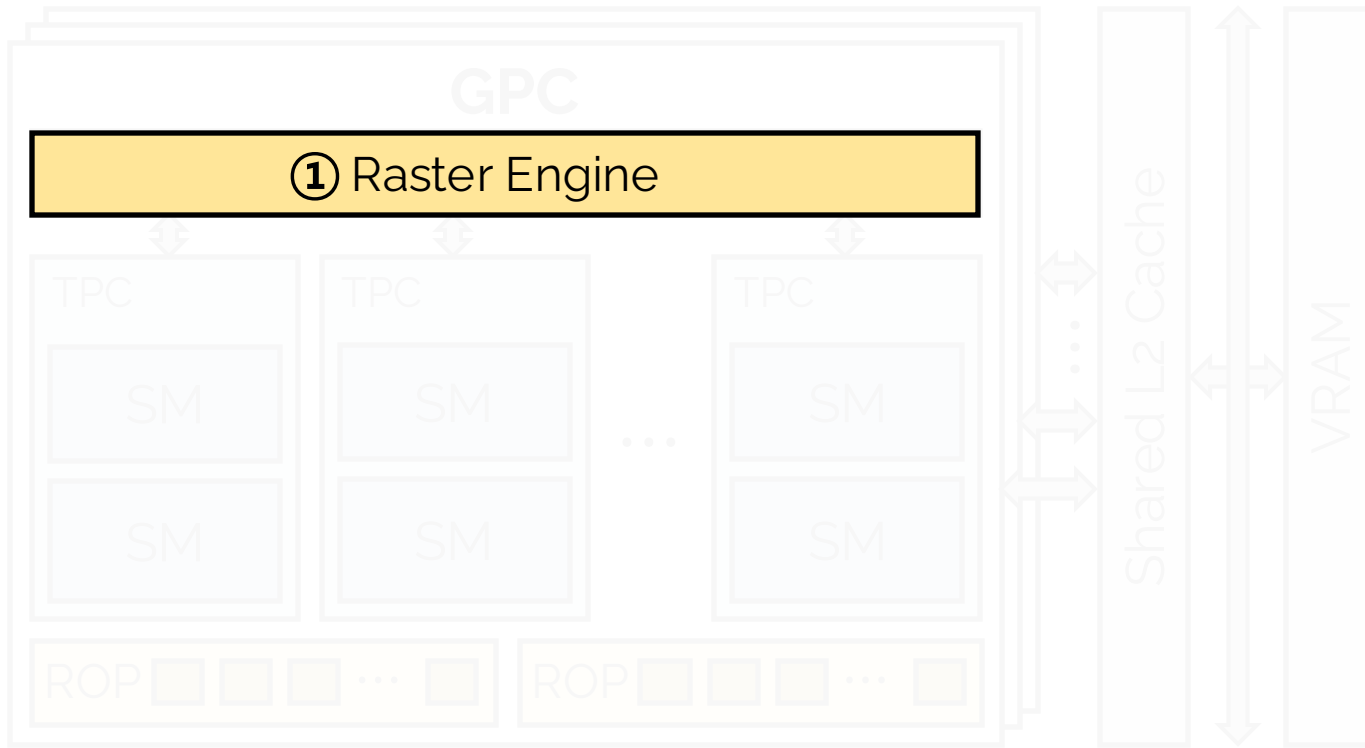 GPC
① Raster Engine
TPC
TPC
TPC
SM
SM
SM
...
SM
SM
SM
ROP ...
ROP ...
...
Shared L2 Cache
VRAM